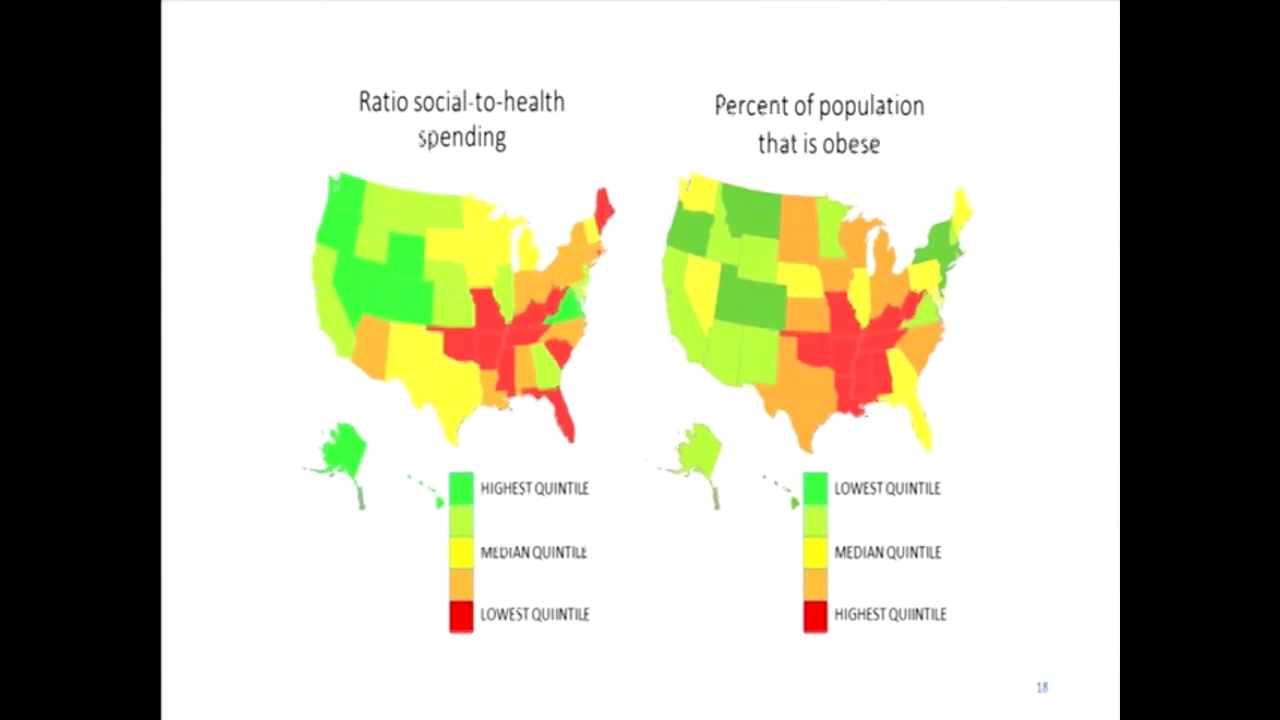 Ratio social-to-health
spending
Percent of population
that is obese
HIGHEST QUINTILE
MEDIAN QUINTILE
LOWEST QUIINTILE
LOWEST QUINTILE
MEDIAN QUINTILE
HIGHEST QUIINTILE
18